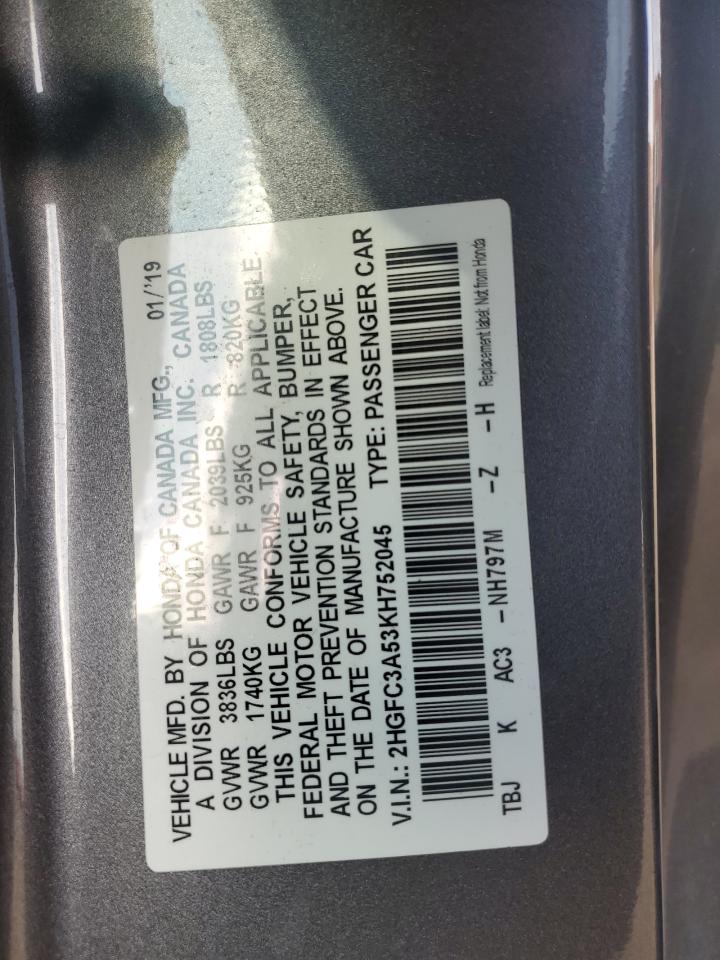 VEHICLE MFD. BY HONDA OF CANADA MFG., 01/'19
A DIVISION OF HONDA CANADA INC. CANADA
GVWR 3836LBS GAWR F 2039LBS R 1808LBS
GVWR 1740KG GAWR F 925KG R 820KG
THIS VEHICLE CONFORMS TO ALL APPLICABLE
FEDERAL MOTOR VEHICLE SAFETY, BUMPER,
AND THEFT PREVENTION STANDARDS IN EFFECT
ON THE DATE OF MANUFACTURE SHOWN ABOVE.
V.I.N.: 2HGFC3A53KH752045 TYPE: PASSENGER CAR
TBJ K AC3 -NH797M -Z -H Replacement label: Not from Honda